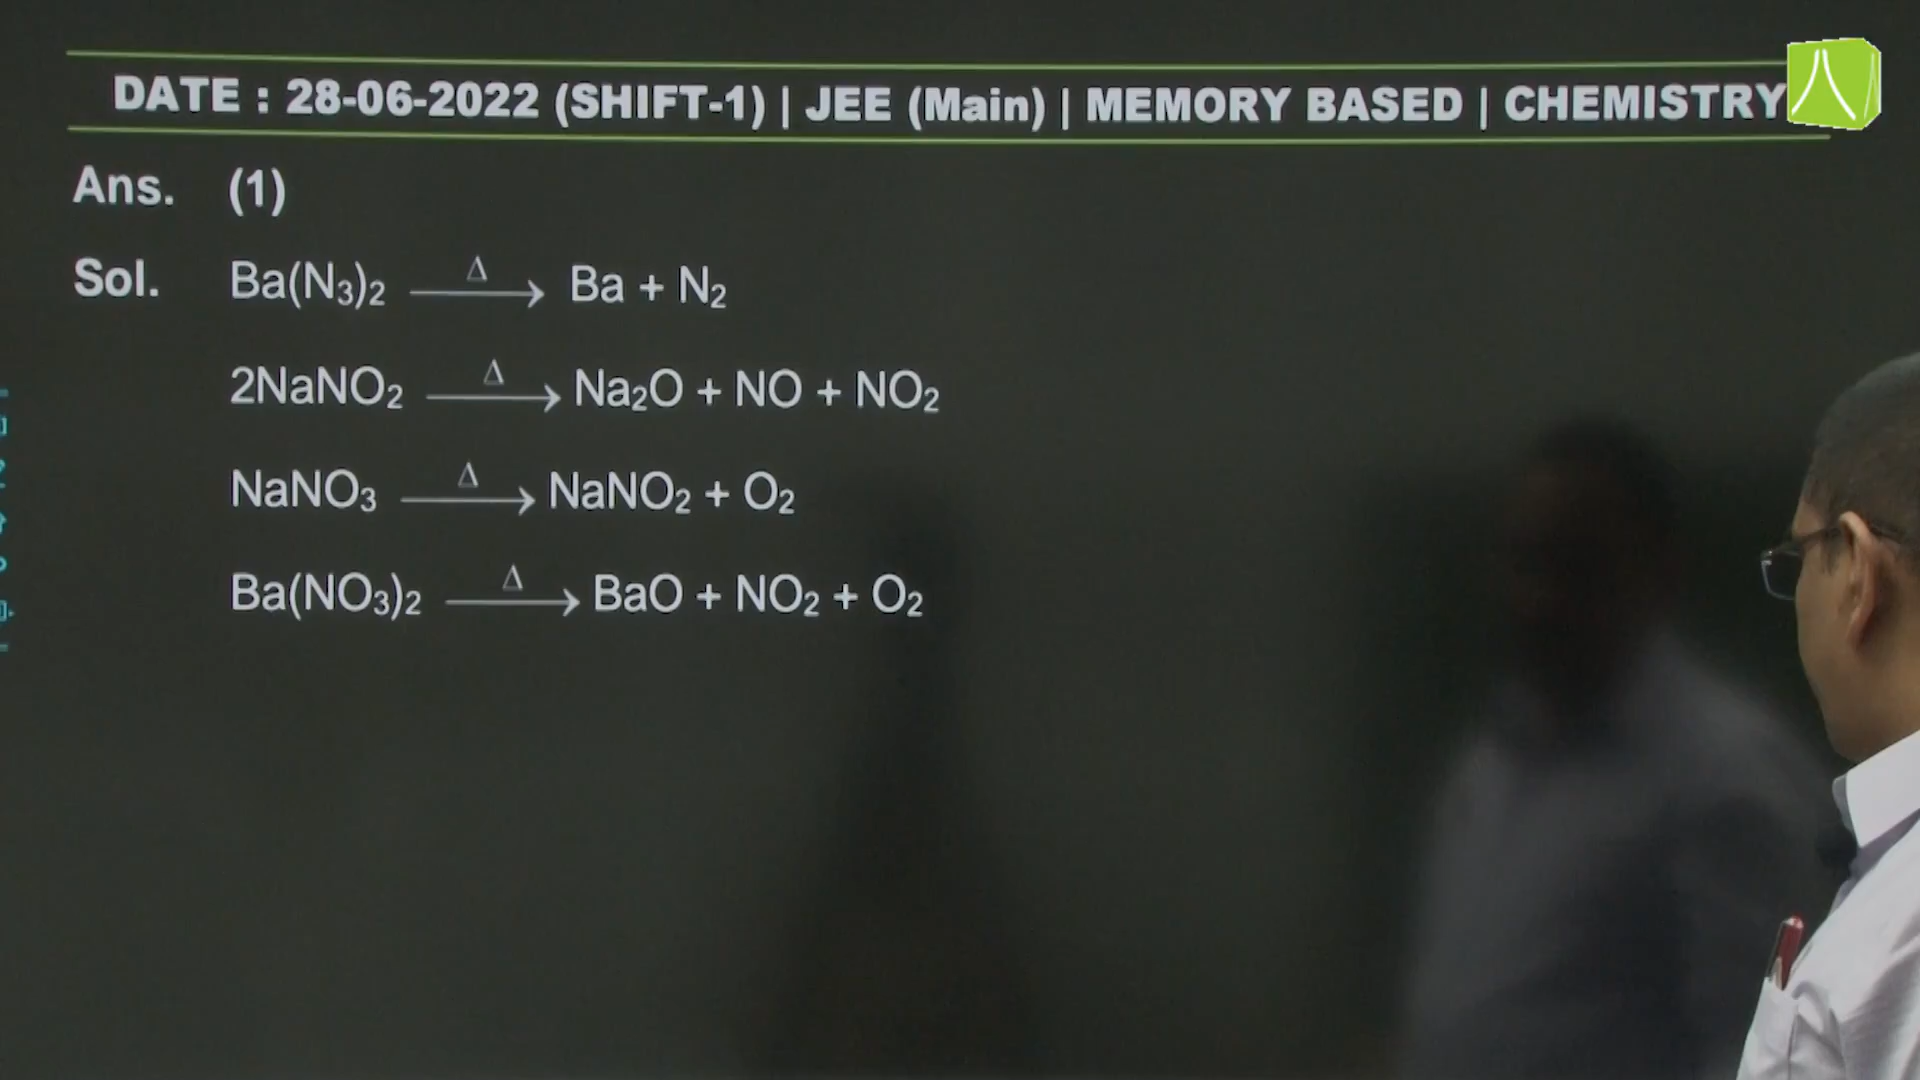 DATE : 28-06-2022 (SHIFT-1) | JEE (Main) | MEMORY BASED | CHEMISTRY
Ans. (1)
Sol. Ba(N₃)₂ —Δ→ Ba + N₂
2NaNO₂ —Δ→ Na₂O + NO + NO₂
NaNO₃ —Δ→ NaNO₂ + O₂
Ba(NO₃)₂ —Δ→ BaO + NO₂ + O₂